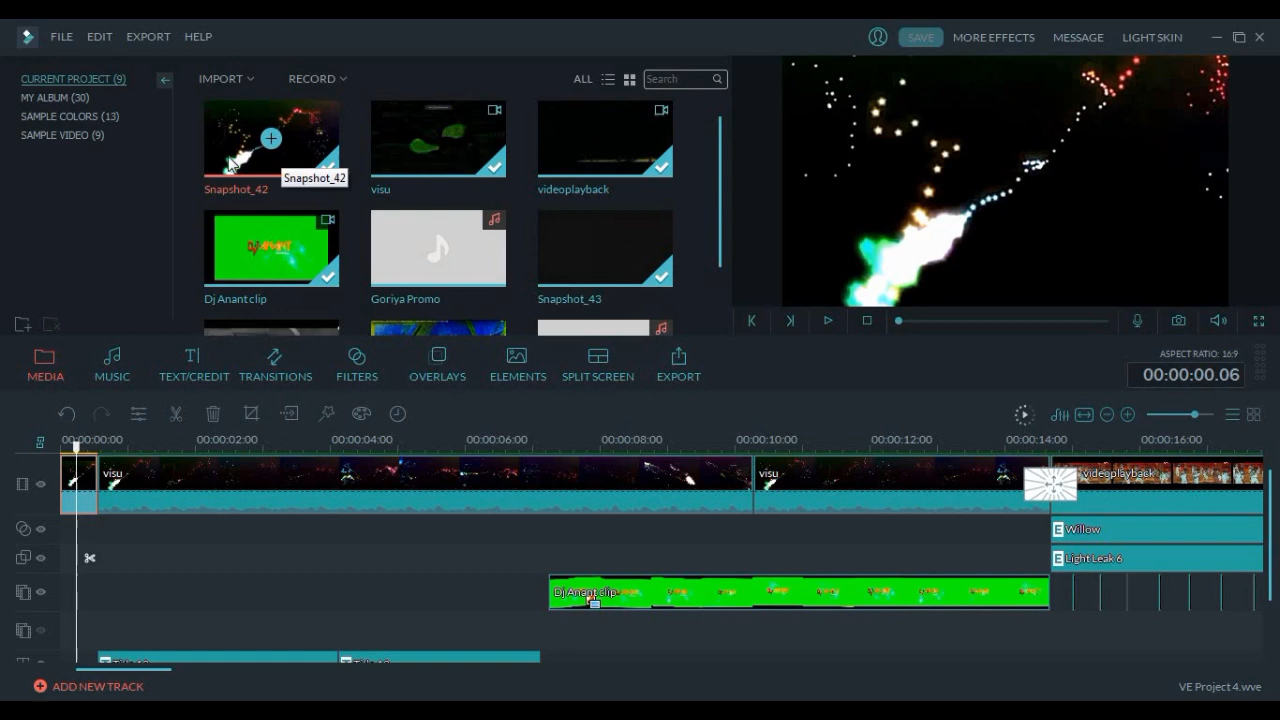 FILE EDIT EXPORT HELP SAVE MORE EFFECTS MESSAGE LIGHT SKIN
CURRENT PROJECT (9)
MY ALBUM (30)
SAMPLE COLORS (13)
SAMPLE VIDEO (9)
IMPORT RECORD ALL Search
Snapshot_42
Snapshot_42 visu videoplayback
Dj Anant clip Goriya Promo Snapshot_43
MEDIA MUSIC TEXT/CREDIT TRANSITIONS FILTERS OVERLAYS ELEMENTS SPLIT SCREEN EXPORT
ASPECT RATIO: 16:9
00:00:00.06
00:00:00:00 00:00:02:00 00:00:04:00 00:00:06:00 00:00:08:00 00:00:10:00 00:00:12:00 00:00:14:00 00:00:16:00
visu visu videoplayback
E Willow
E Light Leak 6
Dj Anant clip
ADD NEW TRACK VE Project 4.wve